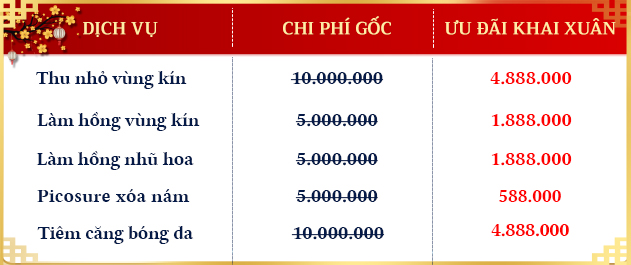 DỊCH VỤ CHI PHÍ GỐC ƯU ĐÃI KHAI XUÂN
Thu nhỏ vùng kín 10.000.000 4.888.000
Làm hồng vùng kín 5.000.000 1.888.000
Làm hồng nhũ hoa 5.000.000 1.888.000
Picosure xóa nám 5.000.000 588.000
Tiêm căng bóng da 10.000.000 4.888.000